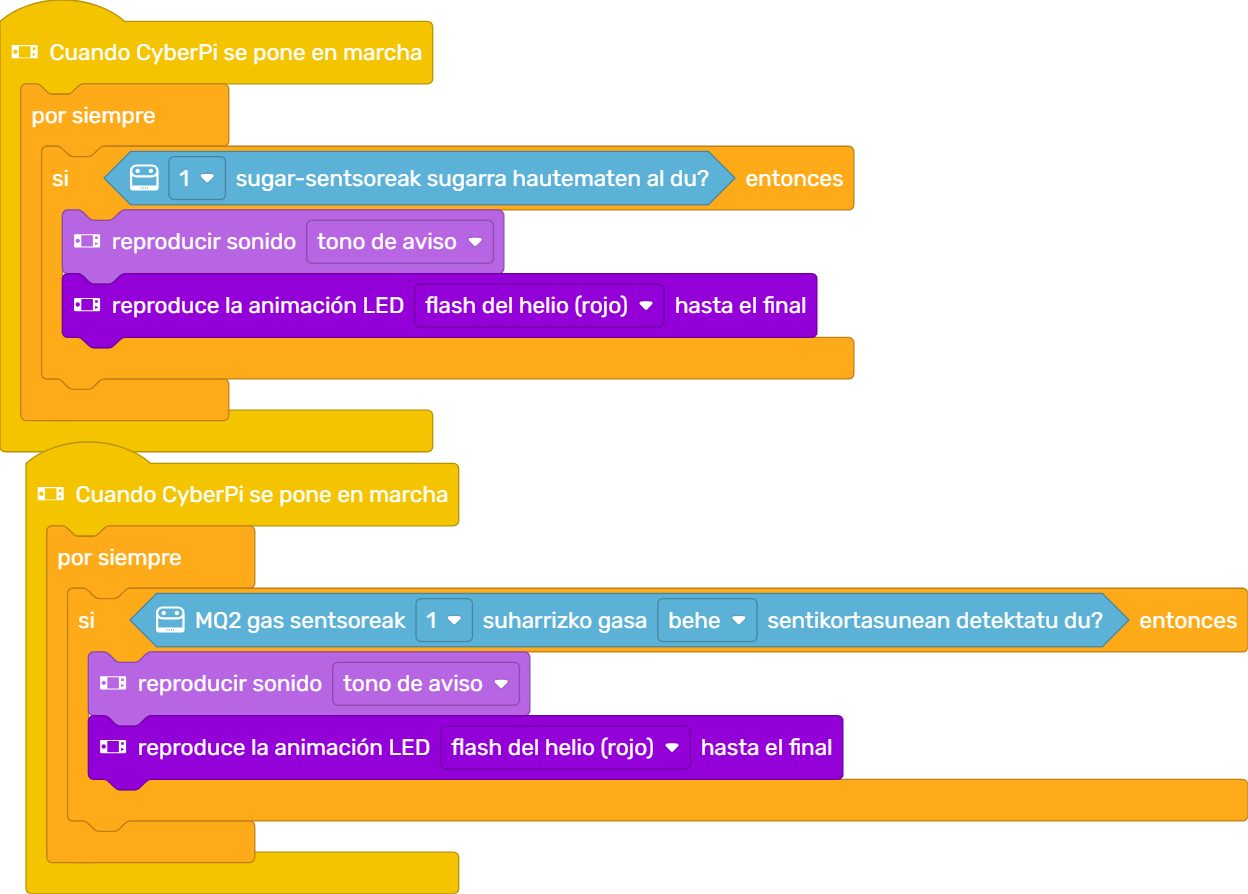 Cuando CyberPi se pone en marcha
por siempre
si 1 sugar-sentsoreak sugarra hautematen al du? entonces
reproducir sonido tono de aviso
reproduce la animación LED flash del helio (rojo) hasta el final
Cuando CyberPi se pone en marcha
por siempre
si MQ2 gas sentsoreak 1 suharrizko gasa behe sentikortasunean detektatu du? entonces
reproducir sonido tono de aviso
reproduce la animación LED flash del helio (rojo) hasta el final